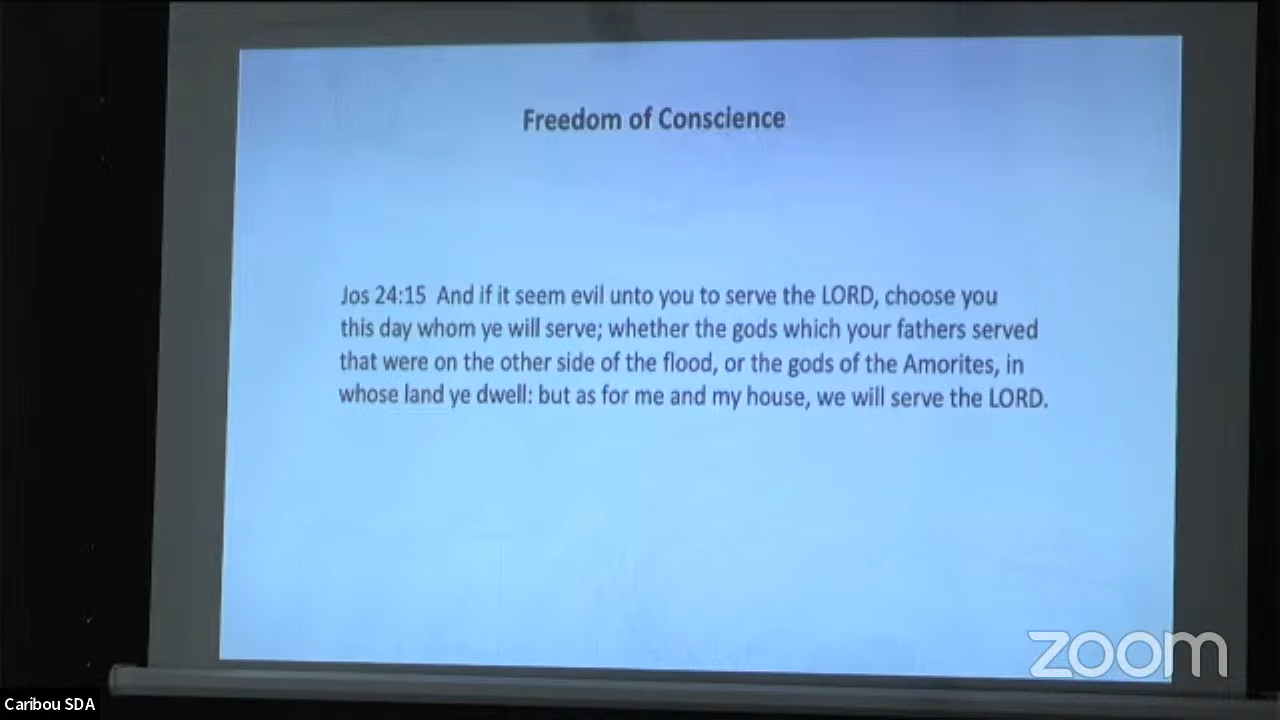 Freedom of Conscience
Jos 24:15 And if it seem evil unto you to serve the LORD, choose you
this day whom ye will serve; whether the gods which your fathers served
that were on the other side of the flood, or the gods of the Amorites, in
whose land ye dwell: but as for me and my house, we will serve the LORD.
zoom
Caribou SDA